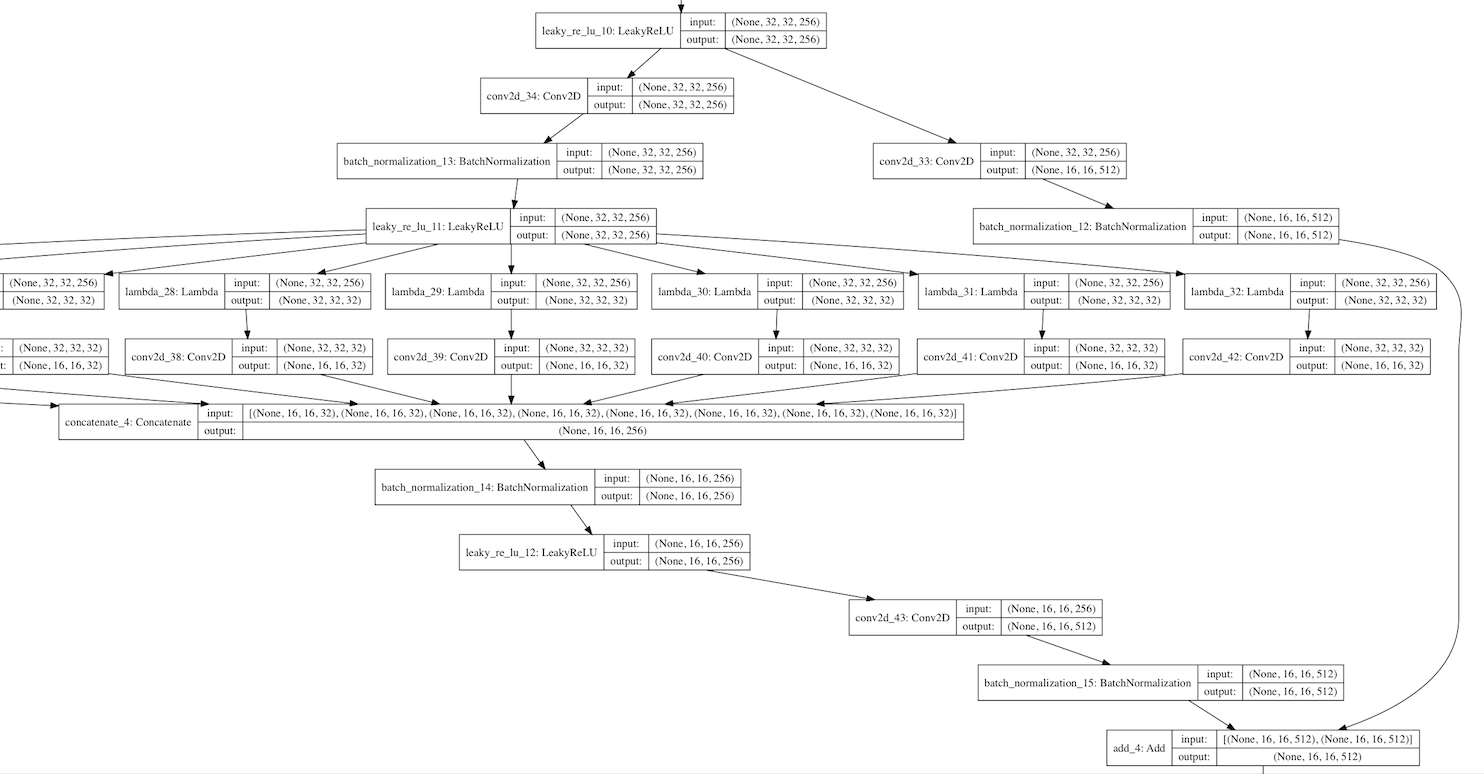 leaky_re_lu_10: LeakyReLU input: (None, 32, 32, 256)
output: (None, 32, 32, 256)
conv2d_34: Conv2D input: (None, 32, 32, 256)
output: (None, 32, 32, 256)
batch_normalization_13: BatchNormalization input: (None, 32, 32, 256)
output: (None, 32, 32, 256)
conv2d_33: Conv2D input: (None, 32, 32, 256)
output: (None, 16, 16, 512)
leaky_re_lu_11: LeakyReLU input: (None, 32, 32, 256)
output: (None, 32, 32, 256)
batch_normalization_12: BatchNormalization input: (None, 16, 16, 512)
output: (None, 16, 16, 512)
(None, 32, 32, 256)
(None, 32, 32, 32)
lambda_28: Lambda input: (None, 32, 32, 256)
output: (None, 32, 32, 32)
lambda_29: Lambda input: (None, 32, 32, 256)
output: (None, 32, 32, 32)
lambda_30: Lambda input: (None, 32, 32, 256)
output: (None, 32, 32, 32)
lambda_31: Lambda input: (None, 32, 32, 256)
output: (None, 32, 32, 32)
lambda_32: Lambda input: (None, 32, 32, 256)
output: (None, 32, 32, 32)
: (None, 32, 32, 32)
t: (None, 16, 16, 32)
conv2d_38: Conv2D input: (None, 32, 32, 32)
output: (None, 16, 16, 32)
conv2d_39: Conv2D input: (None, 32, 32, 32)
output: (None, 16, 16, 32)
conv2d_40: Conv2D input: (None, 32, 32, 32)
output: (None, 16, 16, 32)
conv2d_41: Conv2D input: (None, 32, 32, 32)
output: (None, 16, 16, 32)
conv2d_42: Conv2D input: (None, 32, 32, 32)
output: (None, 16, 16, 32)
concatenate_4: Concatenate input: [(None, 16, 16, 32), (None, 16, 16, 32), (None, 16, 16, 32), (None, 16, 16, 32), (None, 16, 16, 32), (None, 16, 16, 32), (None, 16, 16, 32), (None, 16, 16, 32)]
output: (None, 16, 16, 256)
batch_normalization_14: BatchNormalization input: (None, 16, 16, 256)
output: (None, 16, 16, 256)
leaky_re_lu_12: LeakyReLU input: (None, 16, 16, 256)
output: (None, 16, 16, 256)
conv2d_43: Conv2D input: (None, 16, 16, 256)
output: (None, 16, 16, 512)
batch_normalization_15: BatchNormalization input: (None, 16, 16, 512)
output: (None, 16, 16, 512)
add_4: Add input: [(None, 16, 16, 512), (None, 16, 16, 512)]
output: (None, 16, 16, 512)